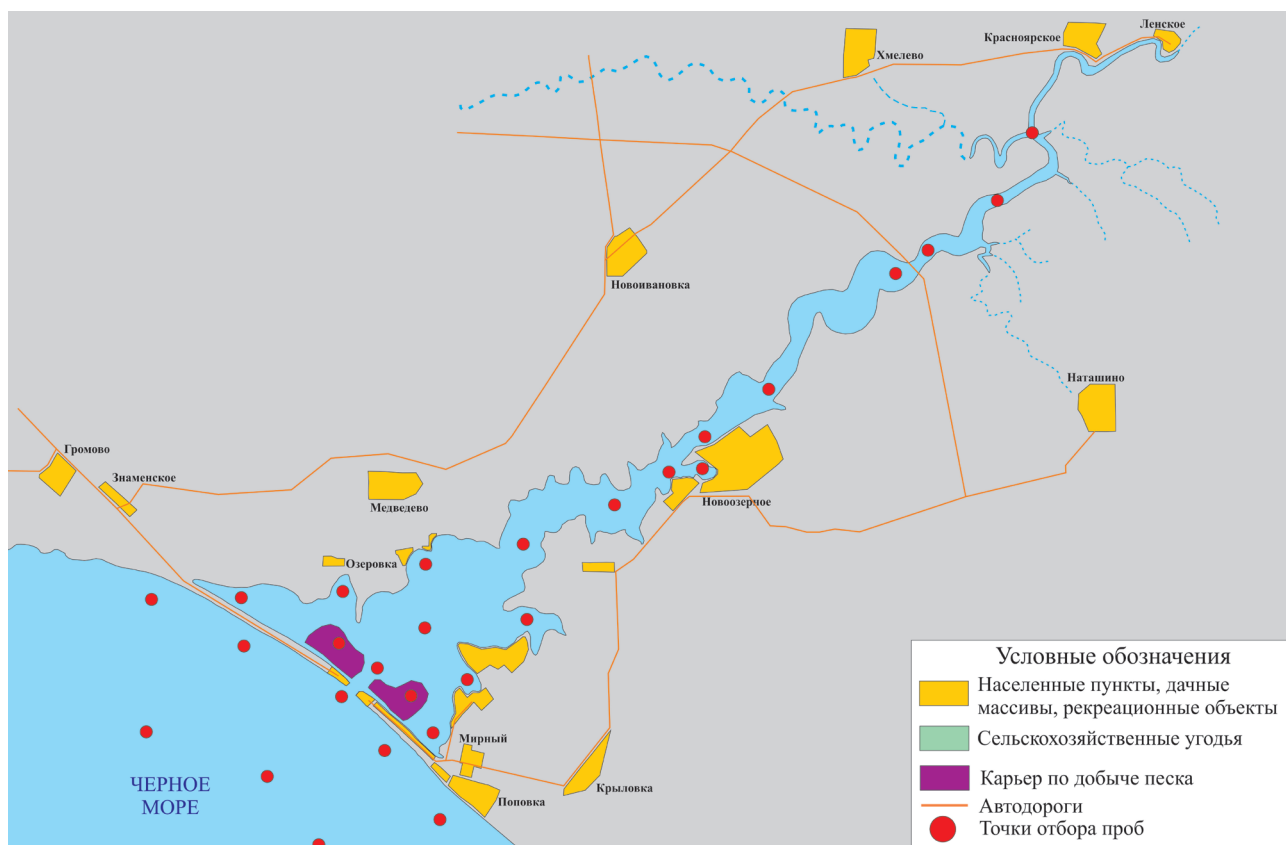 Ленское
Красноярское
Хмелево
Новоивановка
Наташино
Громово
Знаменское
Медведево
Новоозерное
Озеровка
Мирный
Крыловка
Поповка
ЧЕРНОЕ
МОРЕ
Условные обозначения
Населенные пункты, дачные
массивы, рекреационные объекты
Сельскохозяйственные угодья
Карьер по добыче песка
Автодороги
Точки отбора проб